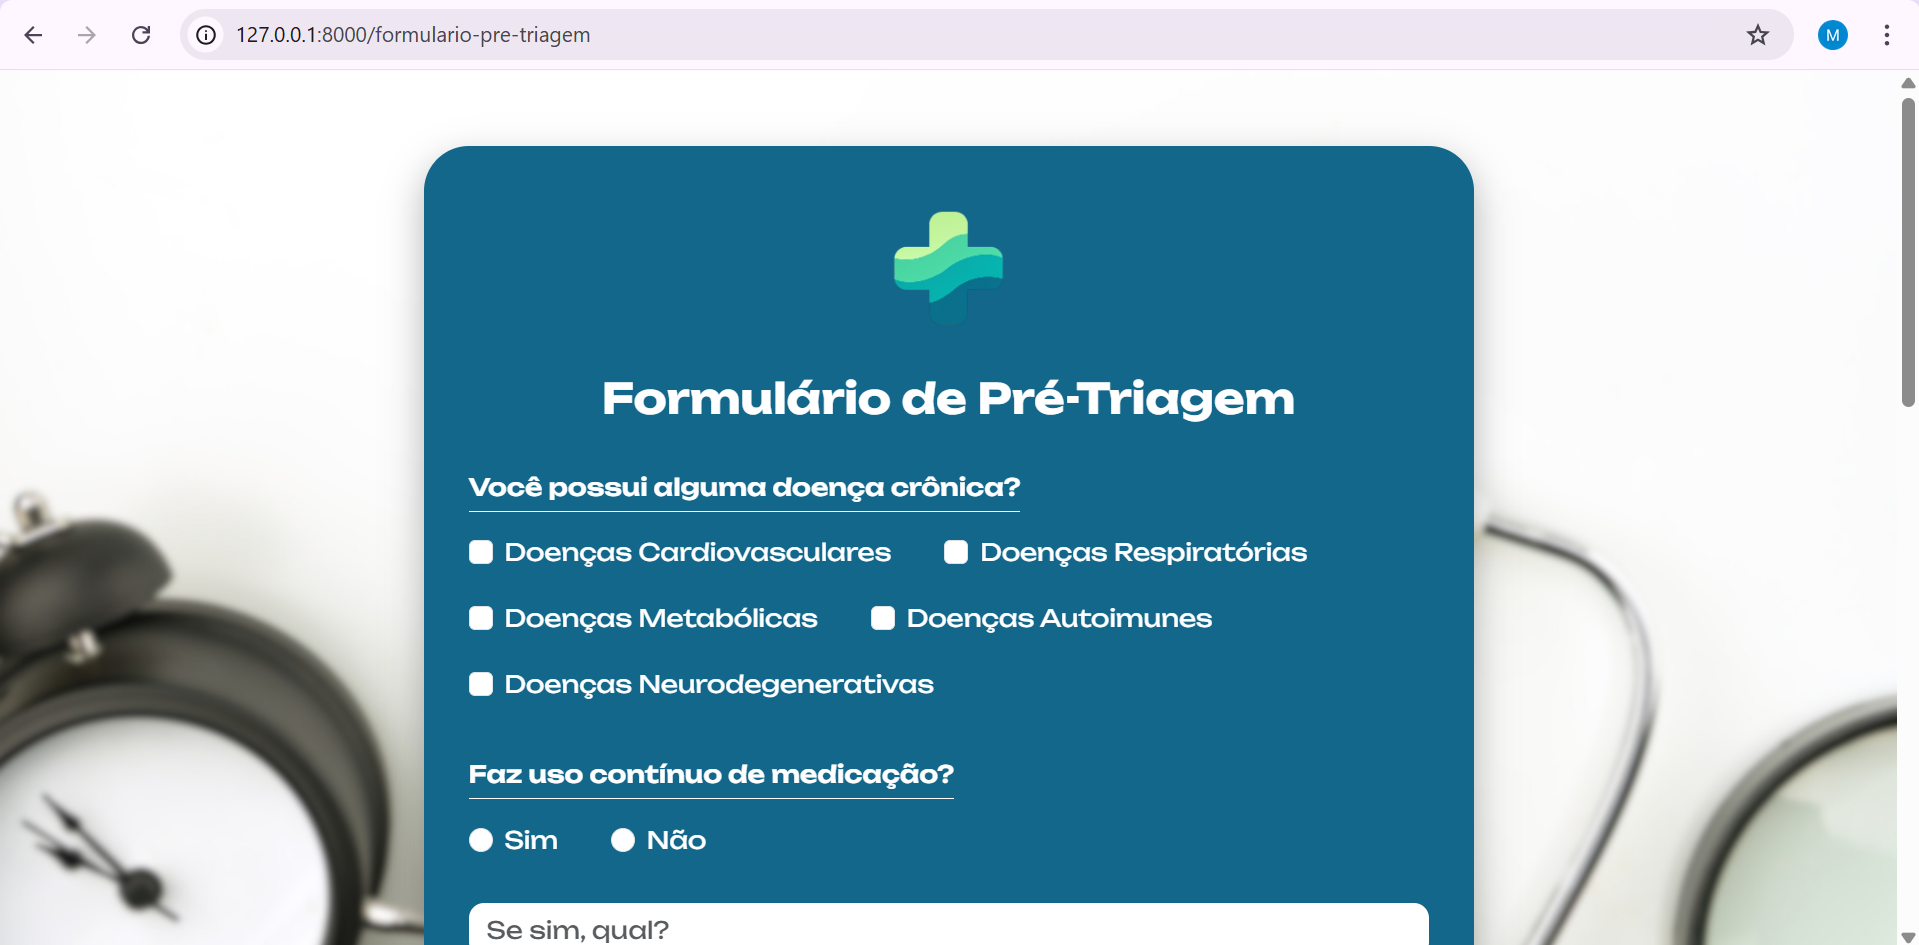 127.0.0.1:8000/formulario-pre-triagem
M
Formulário de Pré-Triagem
Você possui alguma doença crônica?
Doenças Cardiovasculares Doenças Respiratórias
Doenças Metabólicas Doenças Autoimunes
Doenças Neurodegenerativas
Faz uso contínuo de medicação?
Sim Não
Se sim, qual?